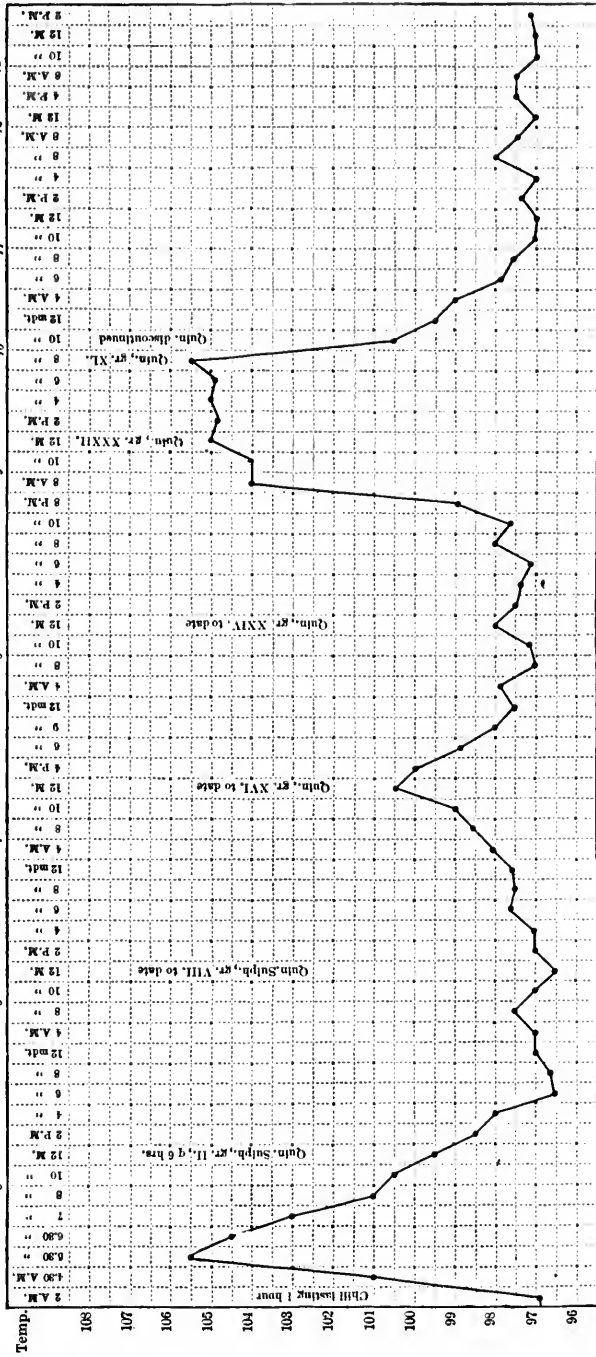 Temp.
2 A.M.
4.30 A.M.
5.30 "
6.30 "
7 "
8 "
10 "
12 M.
2 P.M
4 "
6 "
8 "
12 mdt.
4 A.M
8 "
10 "
12 M.
2 P.M
4 "
6 "
8 "
12 mdt.
4 A.M.
8 "
10 "
12 M.
4 P.M.
6 "
9 "
12 mdt.
4 A.M
8 "
10 "
12 M.
2 P.M.
4 "
6 "
8 "
10 "
8 P.M.
8 A.M.
10 "
12 M.
2 P.M.
4 "
6 "
8 "
10 "
12 mdt.
4 A.M.
6 "
8 "
10 "
12 M.
2 P.M.
4 "
8 "
8 A.M.
12 M.
4 P.M.
8 A.M.
10 "
12 M.
2 P.M.
108
107
106
105
104
103
102
101
100
99
98
97
96
Chill lasting 1 hour
Quin.Sulph., gr. II., q 6 hrs.
Quin.Sulph., gr. VIII. to date
Quin., gr. XVI, to date
Quin., gr. XXIV. to date
Quin., gr. XXXII,
Quin., gr. XL.
Quin. discontinued